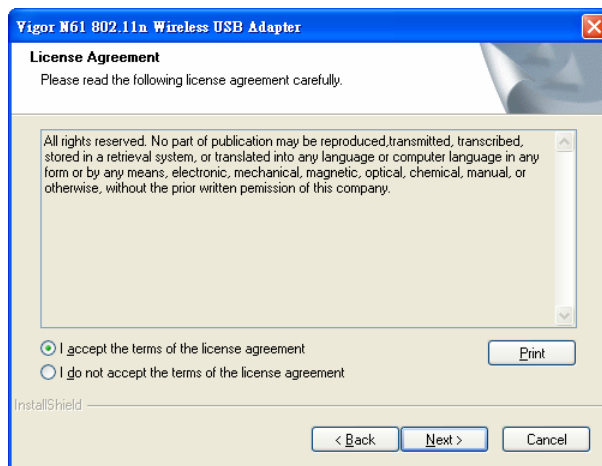 Vigor N61 802.11n Wireless USB Adapter
License Agreement
Please read the following license agreement carefully.
All rights reserved. No part of publication may be reproduced,transmitted, transcribed,
stored in a retrieval system, or translated into any language or computer language in any
form or by any means, electronic, mechanical, magnetic, optical, chemical, manual, or
otherwise, without the prior written pemission of this company.
I accept the terms of the license agreement
Print
I do not accept the terms of the license agreement
InstallShield
< Back
Next >
Cancel